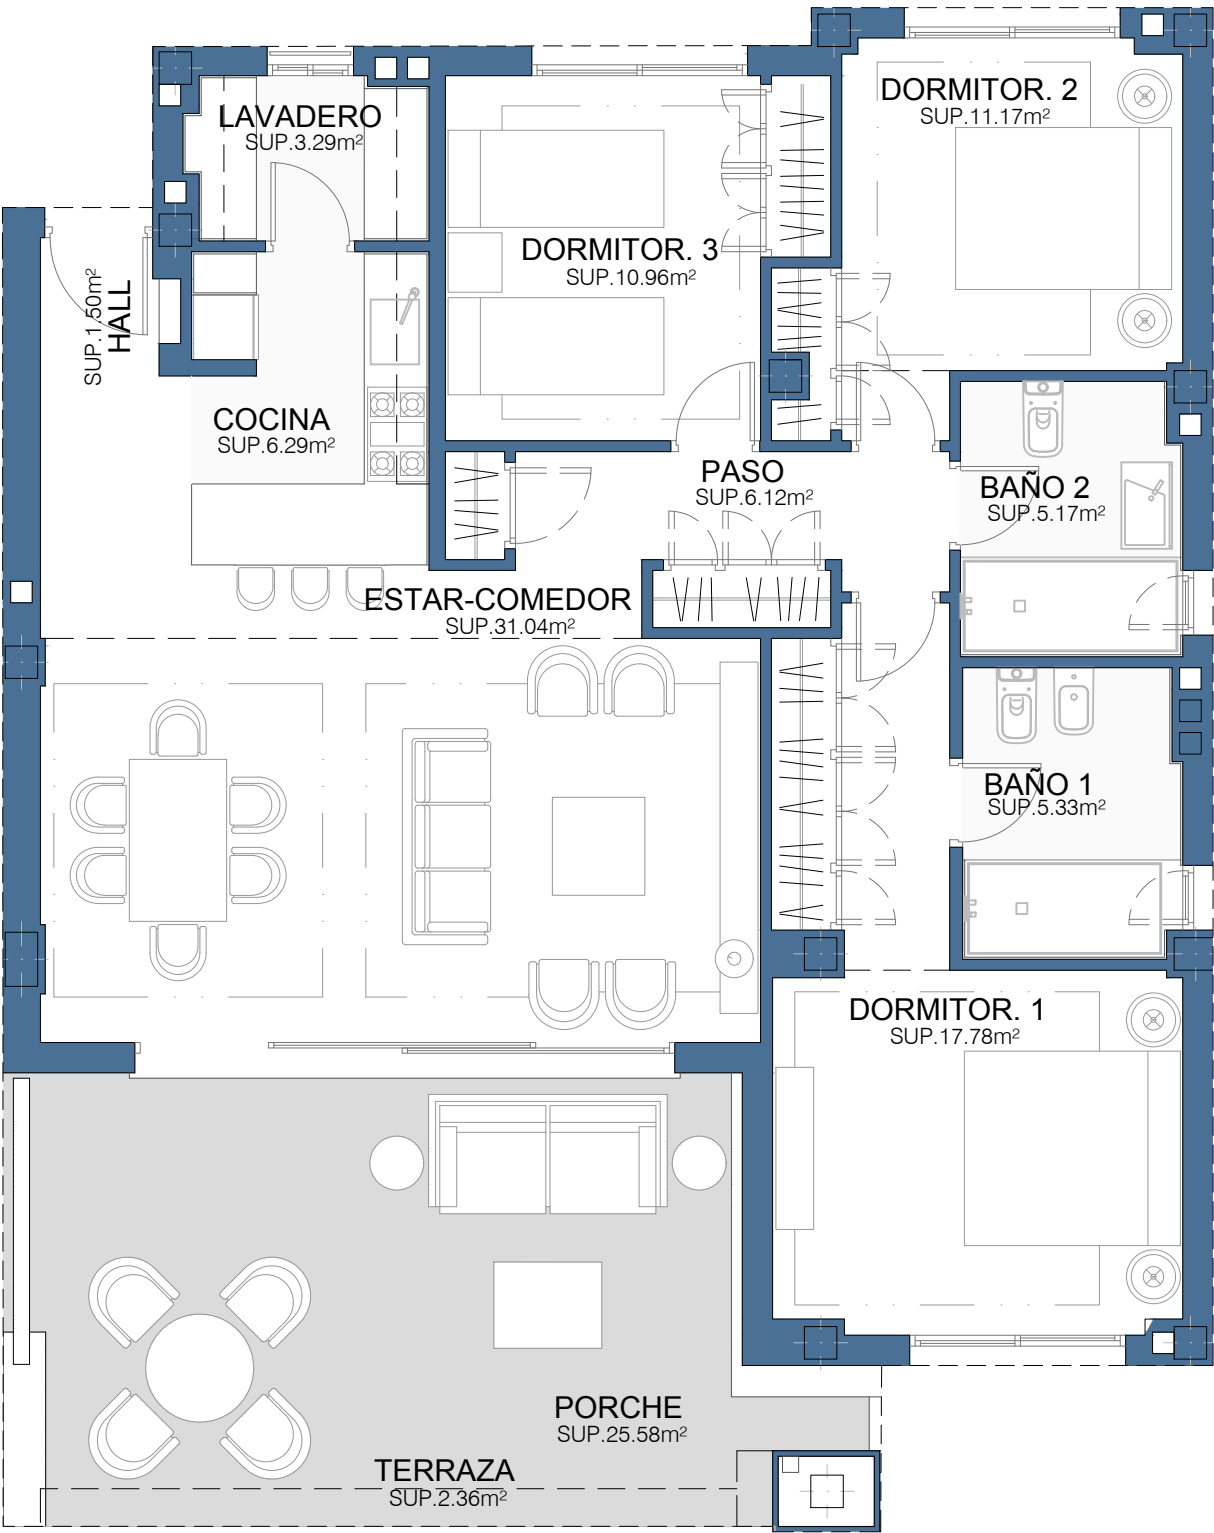 DORMITOR. 2
SUP.11.17m²
LAVADERO
SUP.3.29m²
DORMITOR. 3
SUP.10.96m²
HALL
SUP.1.50m²
COCINA
SUP.6.29m²
PASO
SUP.6.12m²
BAÑO 2
SUP.5.17m²
ESTAR-COMEDOR
SUP.31.04m²
BAÑO 1
SUP.5.33m²
DORMITOR. 1
SUP.17.78m²
PORCHE
SUP.25.58m²
TERRAZA
SUP.2.36m²